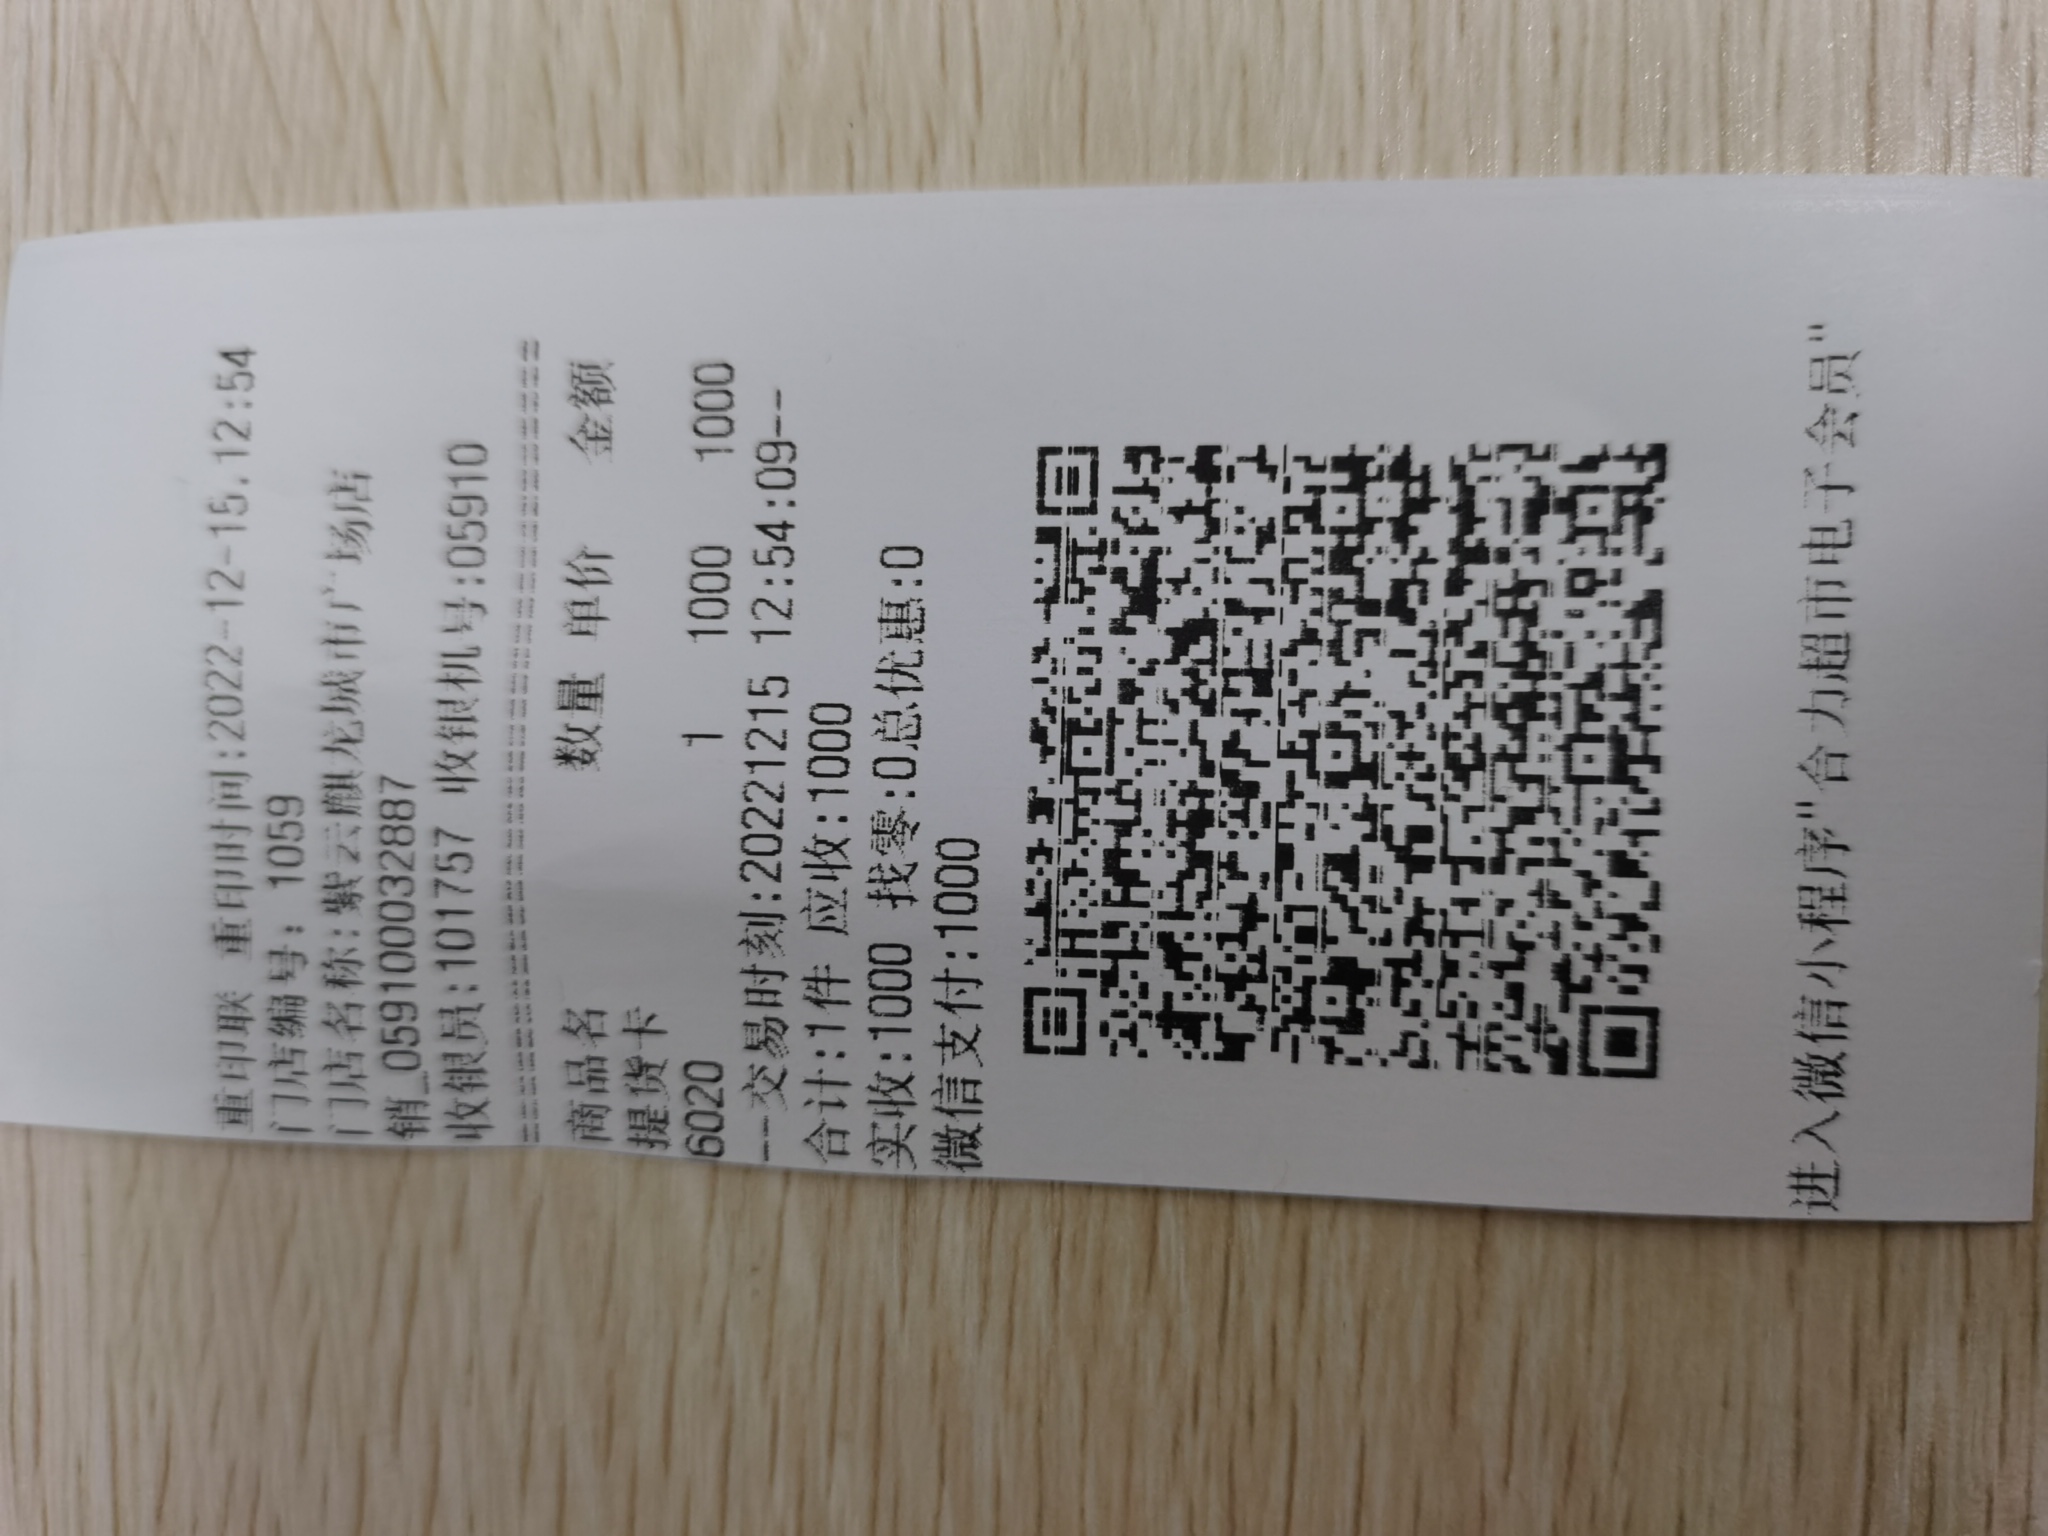 重印联 重印时间:2022-12-15.12:54
门店编号: 1059
门店名称:紫云麒龙城市广场店
销_0591000032887
收银员:101757 收银机号:05910
商品名 数量 单价 金额
提货卡
6020 1 1000 1000
---交易时刻:20221215 12:54:09--
合计:1件 应收:1000
实收:1000 找零:0总优惠:0
微信支付:1000
进入微信小程序"合力超市电子会员"